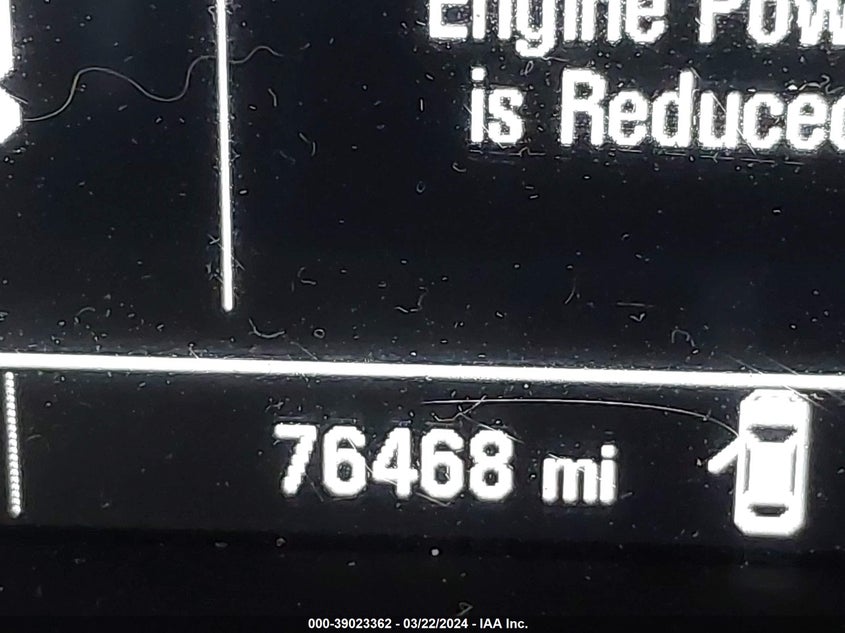 Engine Pow
is Reduced
76468 mi
000-39023362 - 03/22/2024 - IAA Inc.